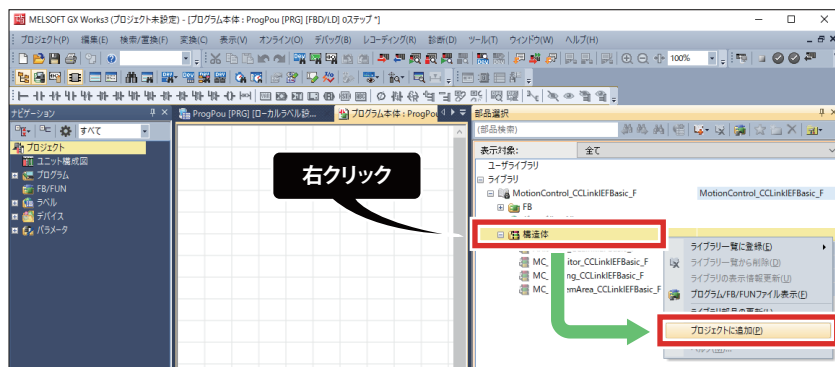 MELSOFT GX Works3 (プロジェクト未設定) - [プログラム本体 : ProgPou [PRG] [FBD/LD] 0ステップ *]
プロジェクト(P) 編集(E) 検索/置換(F) 変換(C) 表示(V) オンライン(O) デバッグ(B) レコーディング(R) 診断(D) ツール(T) ウィンドウ(W) ヘルプ(H)
100%
ナビゲーション
すべて
プロジェクト
ユニット構成図
プログラム
FB/FUN
ラベル
デバイス
パラメータ
ProgPou [PRG] [ローカルラベル設...
プログラム本体 : ProgPo
右クリック
部品選択
(部品検索)
表示対象: 全て
ユーザライブラリ
ライブラリ
MotionControl_CCLinkIEFBasic_F MotionControl_CCLinkIEFBasic_F
FB
構造体
MC_ itor_CCLinkIEFBasic_F
MC_ ng_CCLinkIEFBasic_F
MC_ emArea_CCLinkIEFBasic_F
ライブラリ一覧に登録(E)
ライブラリ一覧から削除(D)
ライブラリの表示情報更新(U)
プログラム/FB/FUNファイル表示(F)
プロジェクトに追加(P)